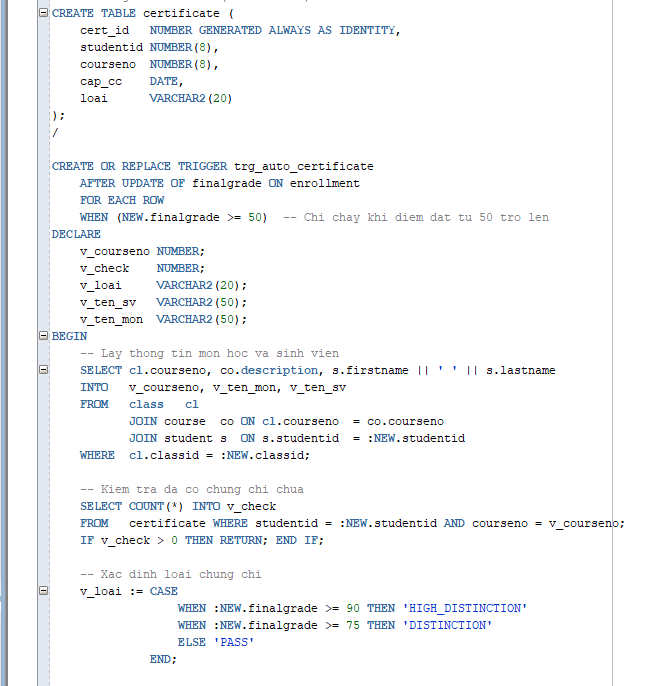 CREATE TABLE certificate (
    cert_id   NUMBER GENERATED ALWAYS AS IDENTITY,
    studentid NUMBER(8),
    courseno  NUMBER(8),
    cap_cc    DATE,
    loai      VARCHAR2(20)
);
/

CREATE OR REPLACE TRIGGER trg_auto_certificate
    AFTER UPDATE OF finalgrade ON enrollment
    FOR EACH ROW
    WHEN (NEW.finalgrade >= 50)  -- Chi chay khi diem dat tu 50 tro len
DECLARE
    v_courseno NUMBER;
    v_check    NUMBER;
    v_loai     VARCHAR2(20);
    v_ten_sv   VARCHAR2(50);
    v_ten_mon  VARCHAR2(50);
BEGIN
    -- Lay thong tin mon hoc va sinh vien
    SELECT cl.courseno, co.description, s.firstname || ' ' || s.lastname
    INTO   v_courseno, v_ten_mon, v_ten_sv
    FROM   class   cl
           JOIN course  co ON cl.courseno  = co.courseno
           JOIN student s  ON s.studentid  = :NEW.studentid
    WHERE  cl.classid = :NEW.classid;

    -- Kiem tra da co chung chi chua
    SELECT COUNT(*) INTO v_check
    FROM   certificate WHERE studentid = :NEW.studentid AND courseno = v_courseno;
    IF v_check > 0 THEN RETURN; END IF;

    -- Xac dinh loai chung chi
    v_loai := CASE
                  WHEN :NEW.finalgrade >= 90 THEN 'HIGH_DISTINCTION'
                  WHEN :NEW.finalgrade >= 75 THEN 'DISTINCTION'
                  ELSE 'PASS'
              END;